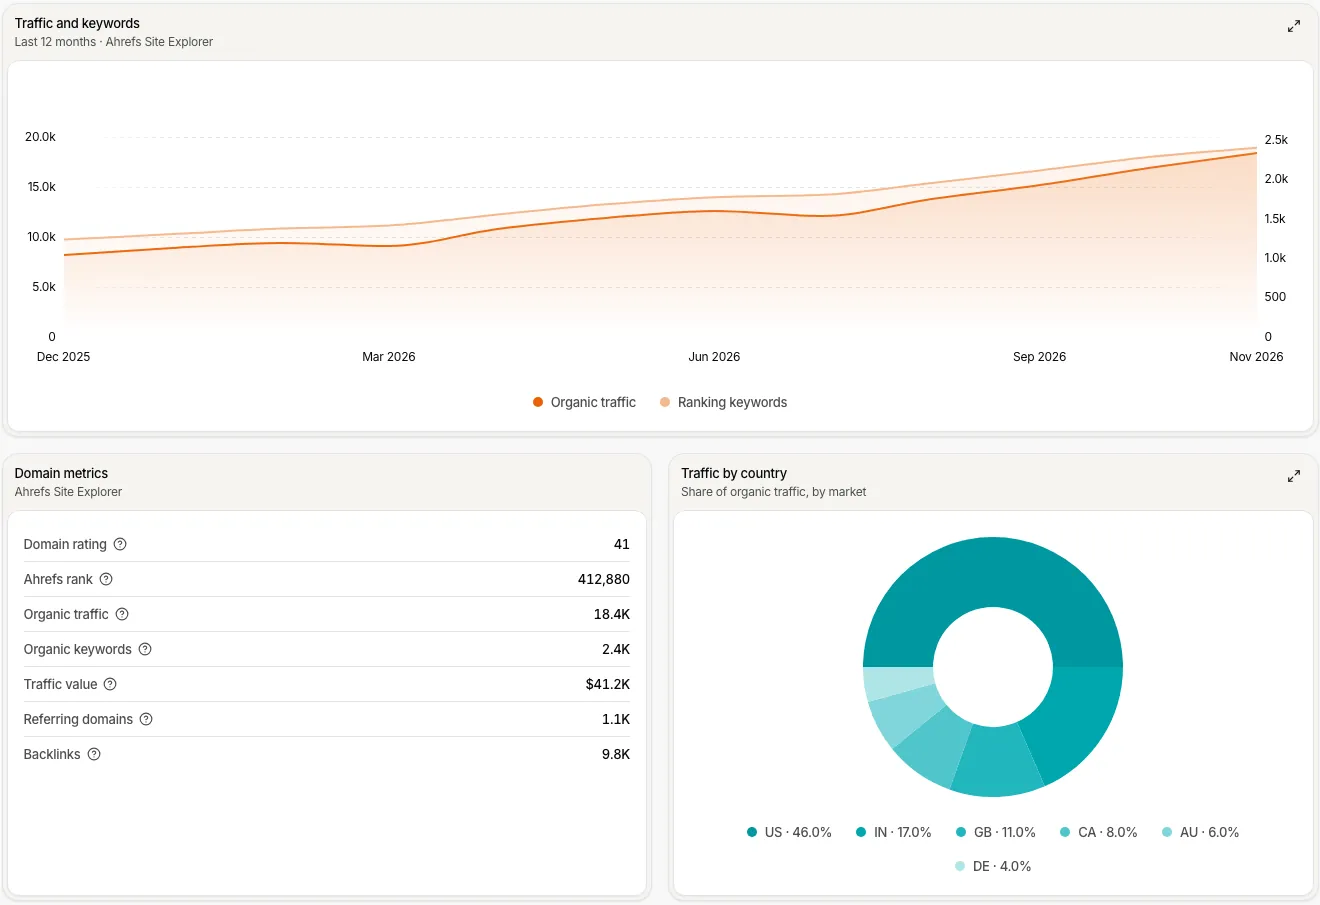 Traffic and keywords
Last 12 months · Ahrefs Site Explorer
20.0k
15.0k
10.0k
5.0k
0
2.5k
2.0k
1.5k
1.0k
500
0
Dec 2025 Mar 2026 Jun 2026 Sep 2026 Nov 2026
Organic traffic Ranking keywords
Domain metrics
Ahrefs Site Explorer
Domain rating 41
Ahrefs rank 412,880
Organic traffic 18.4K
Organic keywords 2.4K
Traffic value $41.2K
Referring domains 1.1K
Backlinks 9.8K
Traffic by country
Share of organic traffic, by market
US · 46.0% IN · 17.0% GB · 11.0% CA · 8.0% AU · 6.0%
DE · 4.0%